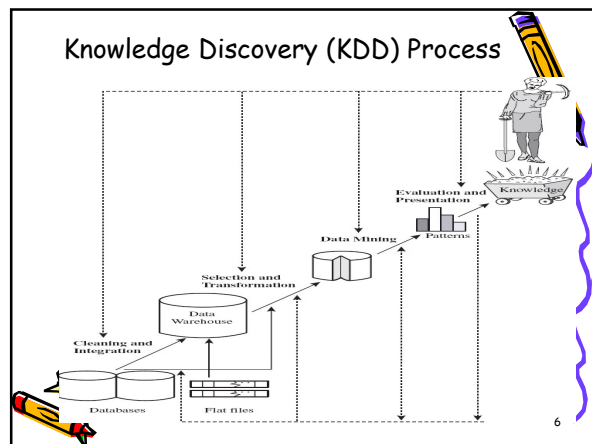 Knowledge Discovery (KDD) Process
Evaluation and
Presentation
Knowledge
Patterns
Data Mining
Selection and
Transformation
Data
Warehouse
Cleaning and
Integration
Databases
Flat files
6